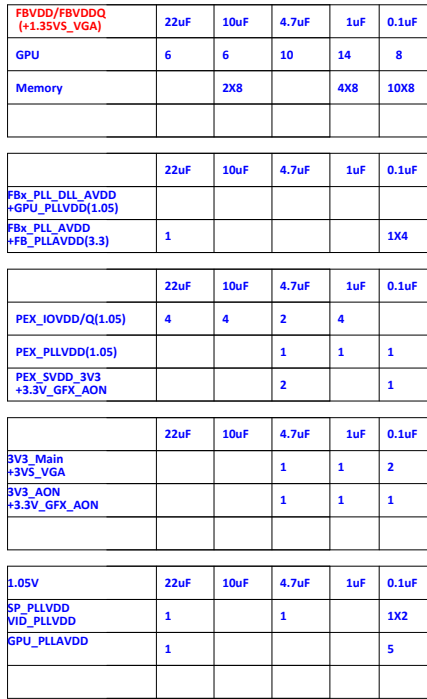 FBVDD/FBVDDQ
(+1.35VS_VGA) 22uF 10uF 4.7uF 1uF 0.1uF
GPU 6 6 10 14 8
Memory 2X8 4X8 10X8
22uF 10uF 4.7uF 1uF 0.1uF
FBx_PLL_DLL_AVDD
+GPU_PLLVDD(1.05)
FBx_PLL_AVDD
+FB_PLLAVDD(3.3) 1 1X4
22uF 10uF 4.7uF 1uF 0.1uF
PEX_IOVDD/Q(1.05) 4 4 2 4
PEX_PLLVDD(1.05) 1 1 1
PEX_SVDD_3V3
+3.3V_GFX_AON 2 1
22uF 10uF 4.7uF 1uF 0.1uF
3V3_Main
+3VS_VGA 1 1 2
3V3_AON
+3.3V_GFX_AON 1 1 1
1.05V 22uF 10uF 4.7uF 1uF 0.1uF
SP_PLLVDD
VID_PLLVDD 1 1 1X2
GPU_PLLAVDD 1 5